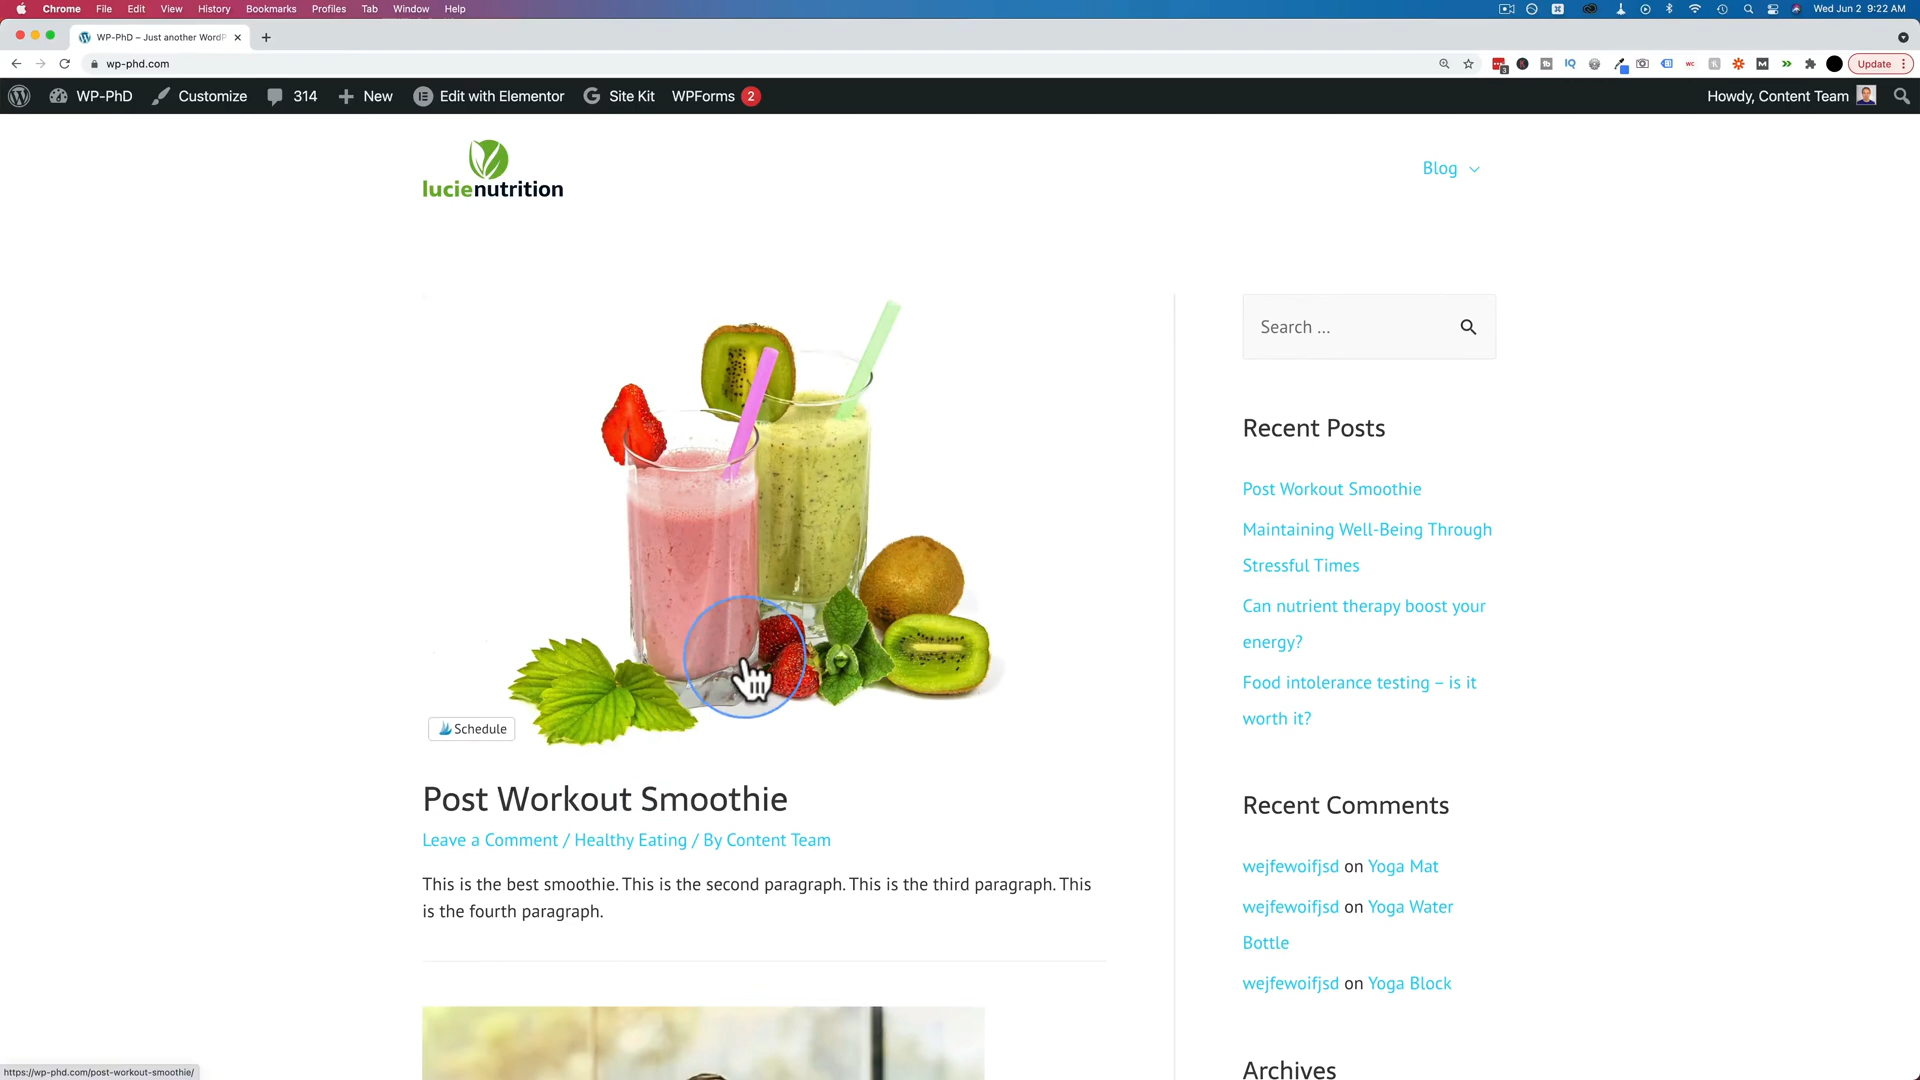 Chrome File Edit View History Bookmarks Profiles Tab Window Help
Wed Jun 2 9:22 AM
WP-PhD – Just another WordP
wp-phd.com
IQ
Update
WP-PhD Customize 314 New Edit with Elementor Site Kit WPForms 2
Howdy, Content Team
lucienutrition
Blog
Search ...
Recent Posts
Post Workout Smoothie
Maintaining Well-Being Through
Stressful Times
Can nutrient therapy boost your
energy?
Food intolerance testing – is it
worth it?
Schedule
Post Workout Smoothie
Leave a Comment / Healthy Eating / By Content Team
This is the best smoothie. This is the second paragraph. This is the third paragraph. This
is the fourth paragraph.
Recent Comments
wejfewoifjsd on Yoga Mat
wejfewoifjsd on Yoga Water
Bottle
wejfewoifjsd on Yoga Block
Archives
https://wp-phd.com/post-workout-smoothie/